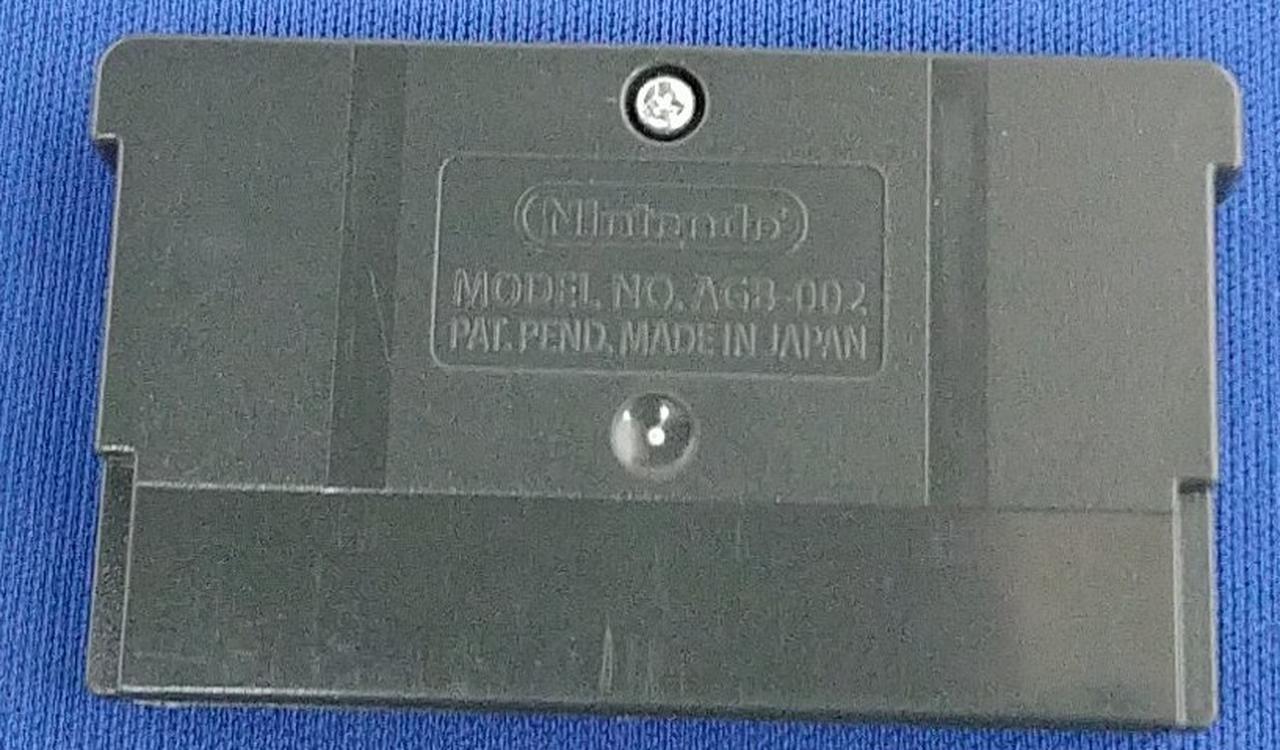 Nintendo®
MODEL NO. AGB-002
PAT. PEND. MADE IN JAPAN